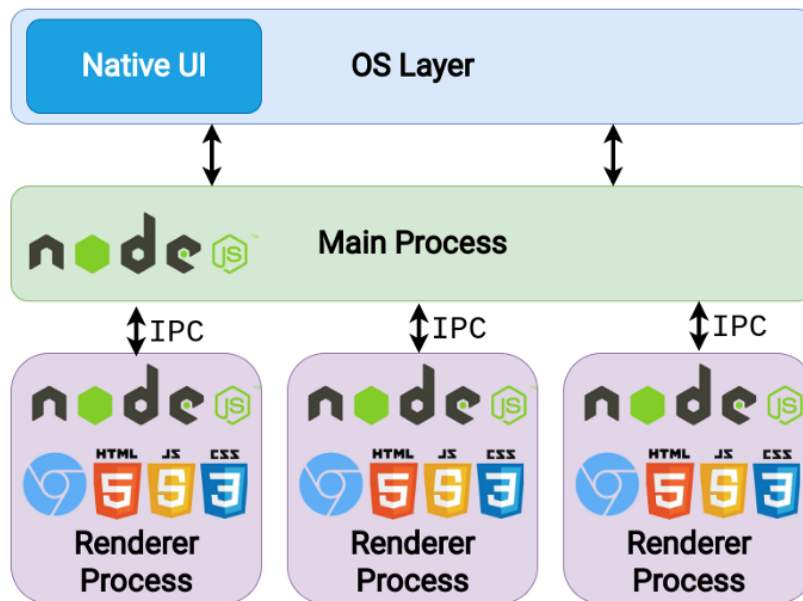 Native UI
OS Layer
node JS ™
Main Process
IPC
IPC
IPC
node JS ™
node JS
node JS
HTML JS CSS
5 5 3
HTML JS CSS
5 5 3
HTML JS CSS
5 5 3
Renderer
Process
Renderer
Process
Renderer
Process